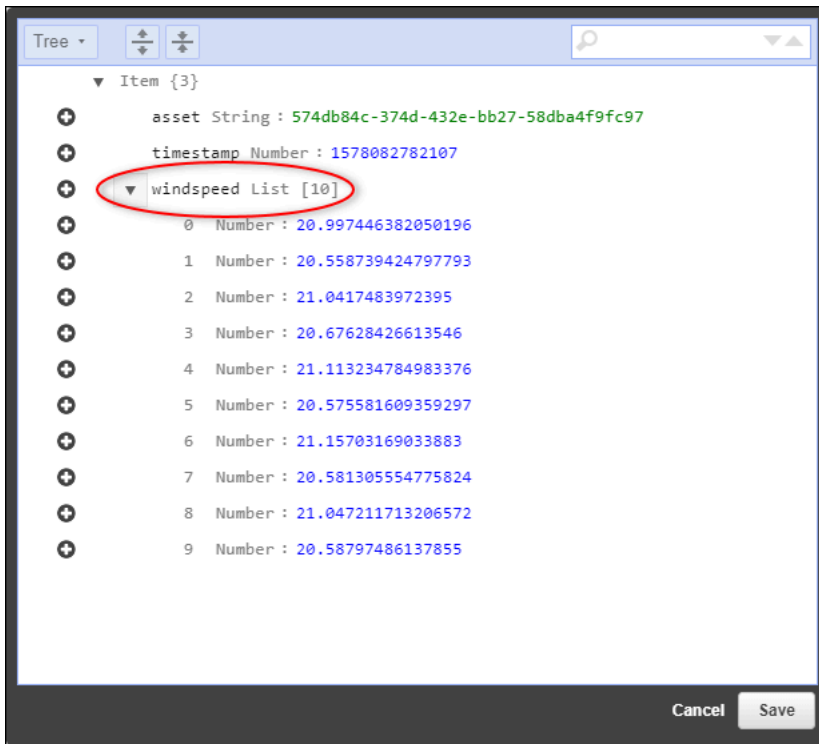 Tree
Item {3}
asset String : 574db84c-374d-432e-bb27-58dba4f9fc97
timestamp Number : 1578082782107
windspeed List [10]
0 Number : 20.997446382050196
1 Number : 20.558739424797793
2 Number : 21.0417483972395
3 Number : 20.67628426613546
4 Number : 21.113234784983376
5 Number : 20.575581609359297
6 Number : 21.15703169033883
7 Number : 20.581305554775824
8 Number : 21.047211713206572
9 Number : 20.58797486137855
Cancel Save